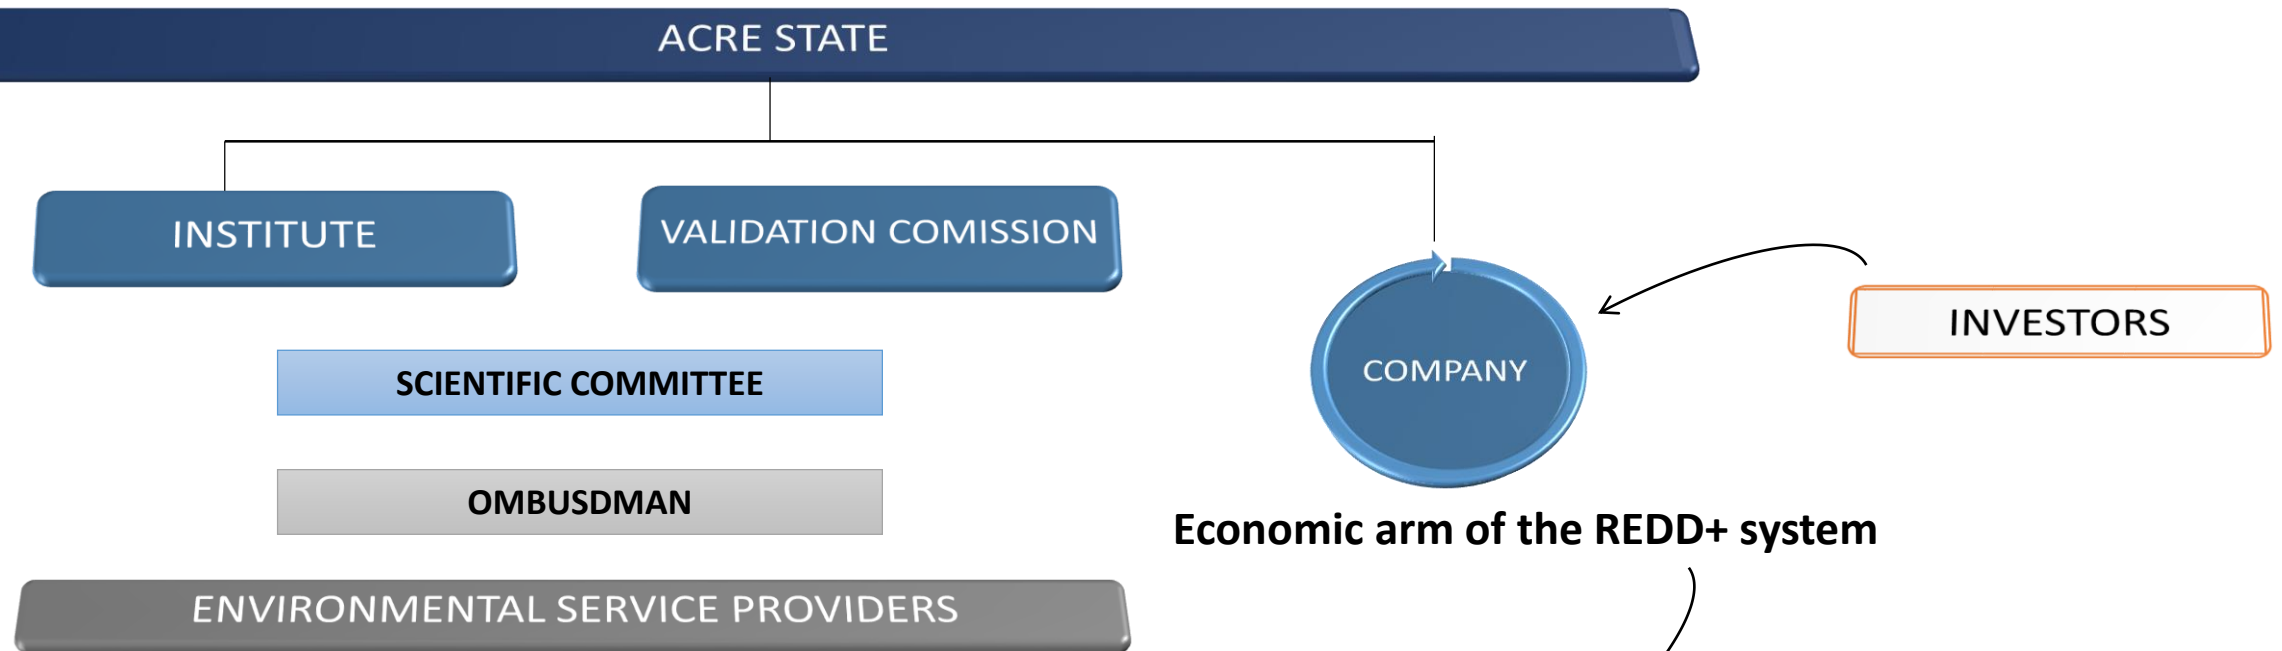 ACRE STATE
INSTITUTE
VALIDATION COMISSION
INVESTORS
COMPANY
SCIENTIFIC COMMITTEE
OMBUSDMAN
Economic arm of the REDD+ system
ENVIRONMENTAL SERVICE PROVIDERS